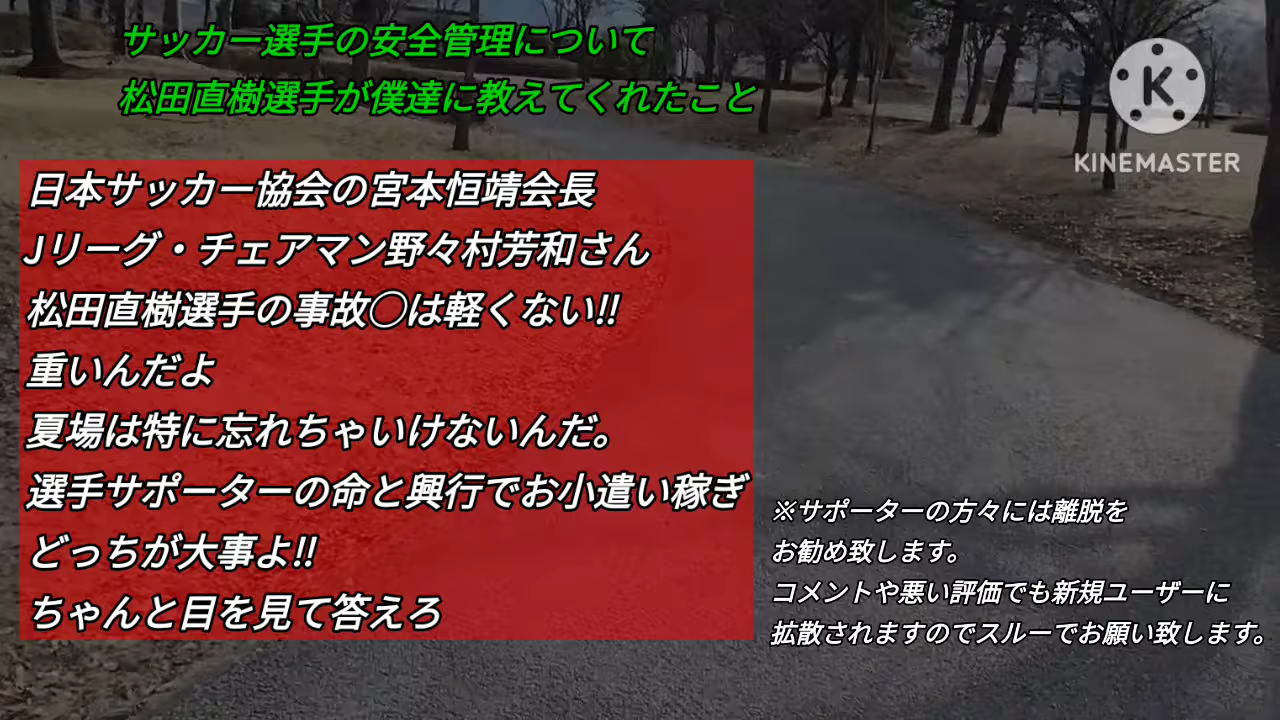 サッカー選手の安全管理について
松田直樹選手が僕達に教えてくれたこと
KINEMASTER
日本サッカー協会の宮本恒靖会長
Jリーグ・チェアマン野々村芳和さん
松田直樹選手の事故◯は軽くない!!
重いんだよ
夏場は特に忘れちゃいけないんだ。
選手サポーターの命と興行でお小遣い稼ぎ
どっちが大事よ!!
ちゃんと目を見て答えろ
※サポーターの方々には離脱を
お勧め致します。
コメントや悪い評価でも新規ユーザーに
拡散されますのでスルーでお願い致します。